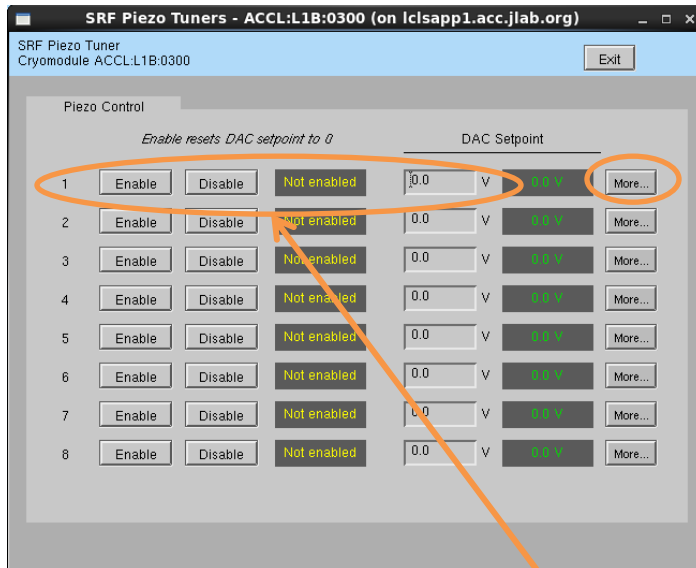 SRF Piezo Tuners - ACCL:L1B:0300 (on lclsapp1.acc.jlab.org)
SRF Piezo Tuner
Cryomodule ACCL:L1B:0300
Exit
Piezo Control
Enable resets DAC setpoint to 0 DAC Setpoint
1 Enable Disable Not enabled 0.0 V 0.0 V More...
2 Enable Disable Not enabled 0.0 V 0.0 V More...
3 Enable Disable Not enabled 0.0 V 0.0 V More...
4 Enable Disable Not enabled 0.0 V 0.0 V More...
5 Enable Disable Not enabled 0.0 V 0.0 V More...
6 Enable Disable Not enabled 0.0 V 0.0 V More...
7 Enable Disable Not enabled 0.0 V 0.0 V More...
8 Enable Disable Not enabled 0.0 V 0.0 V More...